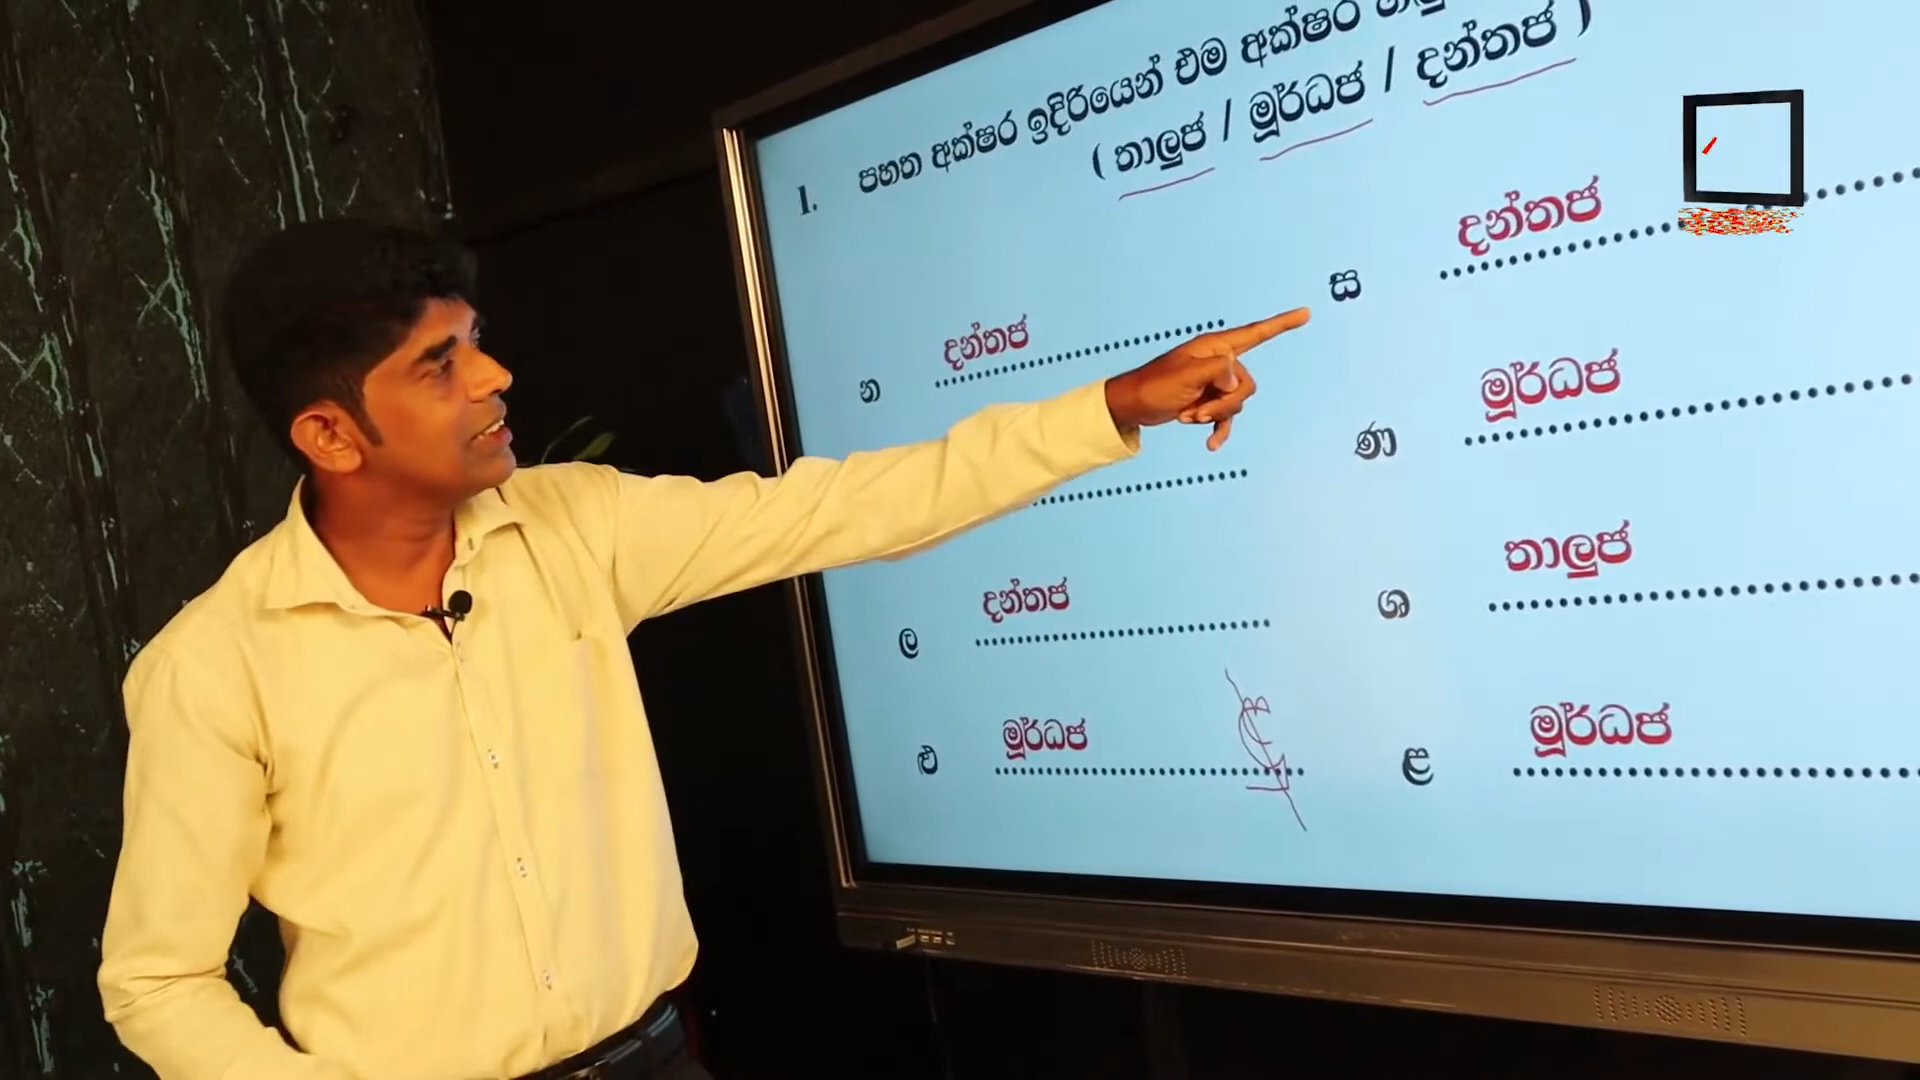 1. පහත අක්ෂර ඉදිරියෙන් එම අක්ෂර
( තාලුජ / මූර්ධජ / දන්තජ )
න දන්තජ
ස දන්තජ
ණ මූර්ධජ
ල දන්තජ
ශ තාලුජ
ළු මූර්ධජ
ළ මූර්ධජ